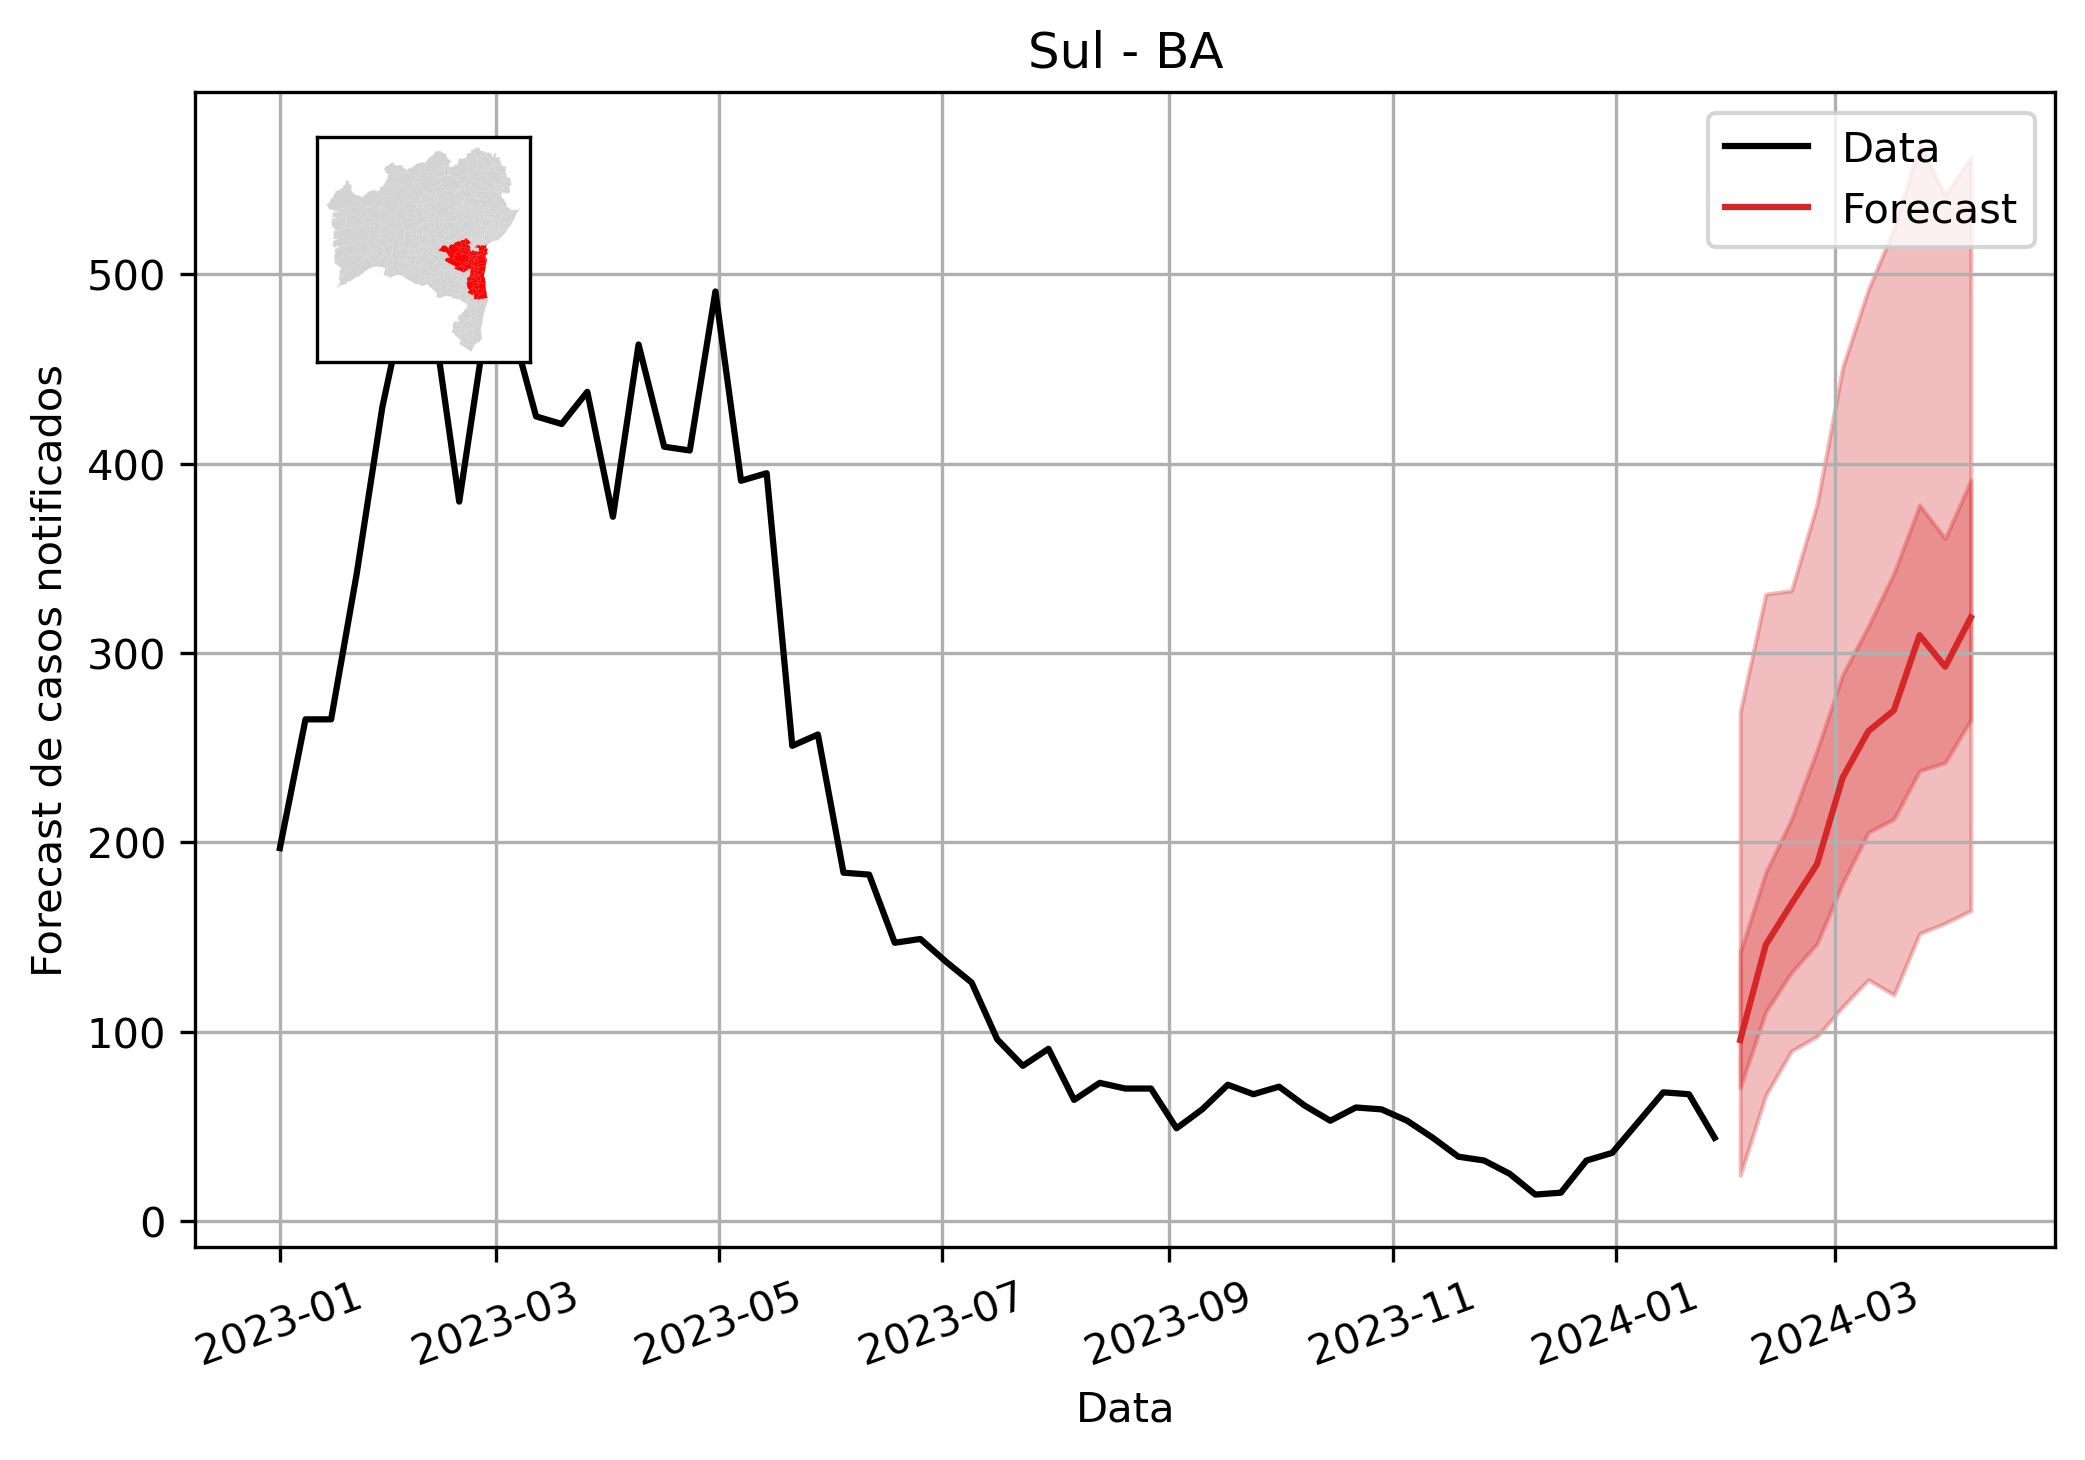 Sul - BA
Data
Forecast
Forecast de casos notificados
500
400
300
200
100
0
2023-01
2023-03
2023-05
2023-07
2023-09
2023-11
2024-01
2024-03
Data